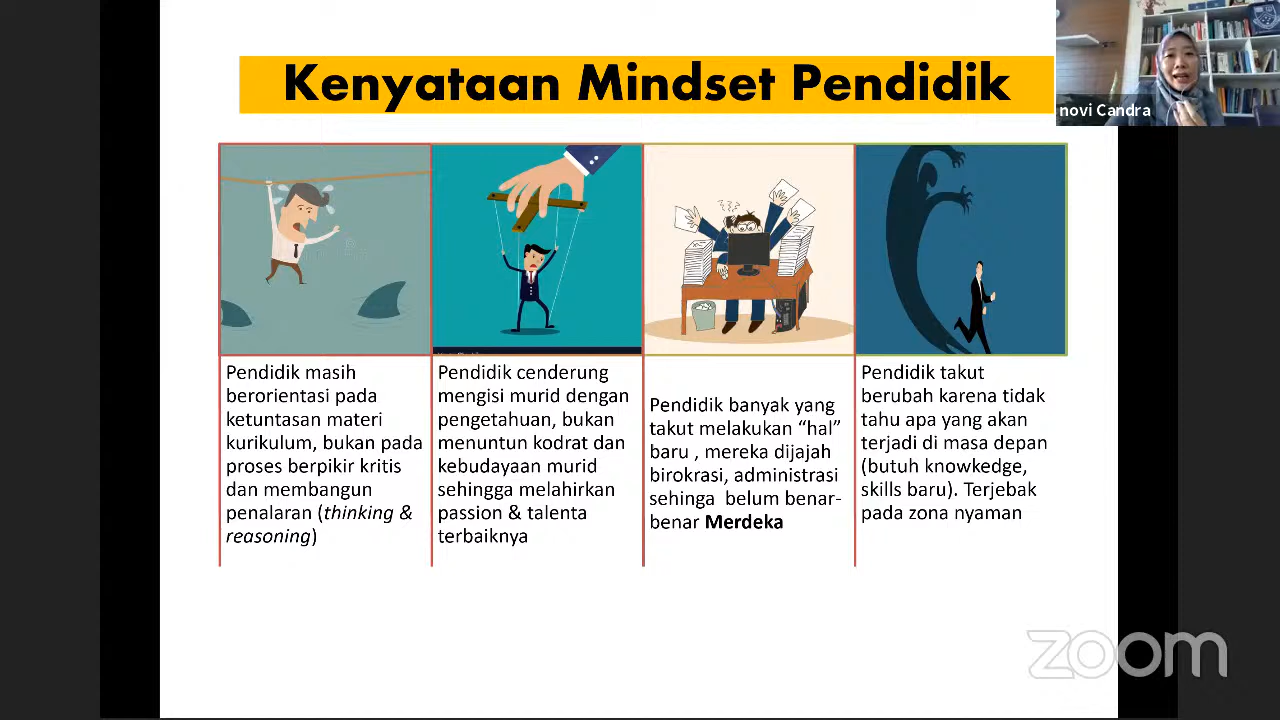 Kenyataan Mindset Pendidik
novi Candra
Pendidik masih
berorientasi pada
ketuntasan materi
kurikulum, bukan pada
proses berpikir kritis
dan membangun
penalaran (thinking &
reasoning)
Pendidik cenderung
mengisi murid dengan
pengetahuan, bukan
menuntun kodrat dan
kebudayaan murid
sehingga melahirkan
passion & talenta
terbaiknya
Pendidik banyak yang
takut melakukan “hal”
baru , mereka dijajah
birokrasi, administrasi
sehinga belum benar-
benar Merdeka
Pendidik takut
berubah karena tidak
tahu apa yang akan
terjadi di masa depan
(butuh knowkedge,
skills baru). Terjebak
pada zona nyaman
zoom